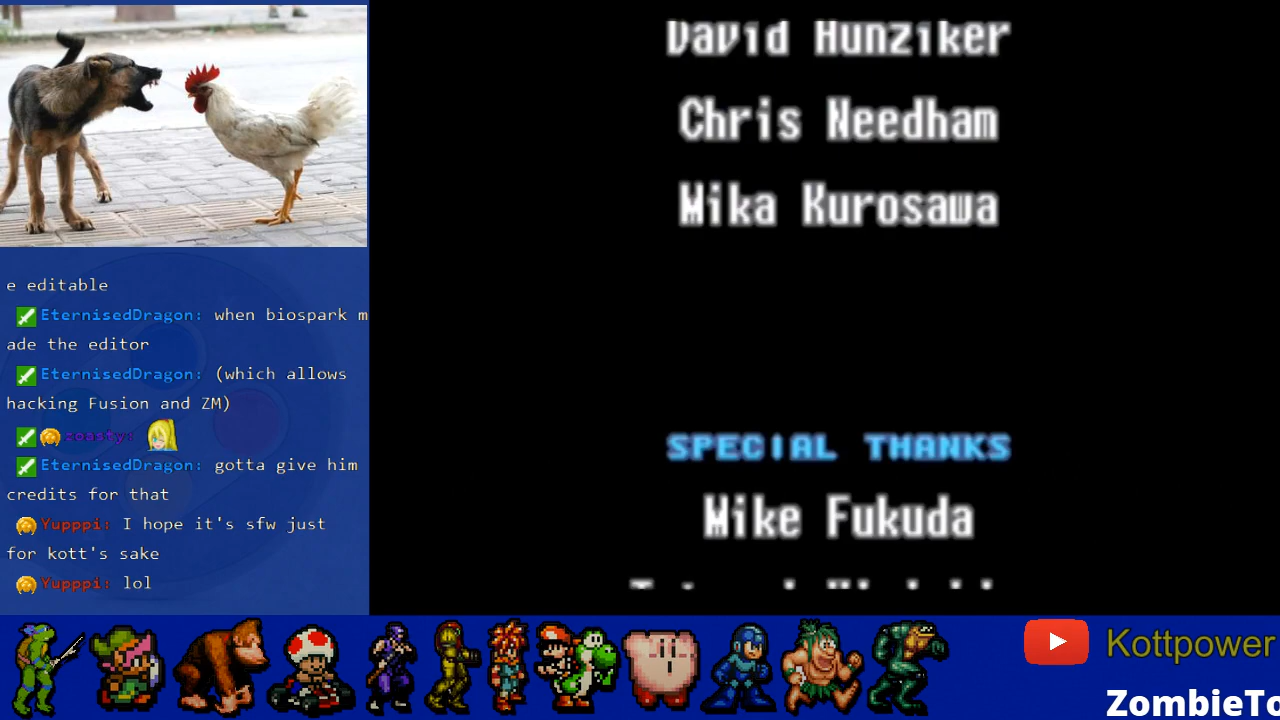 David Hunziker
Chris Needham
Mika Kurosawa
SPECIAL THANKS
Mike Fukuda
e editable
EternisedDragon: when biospark m
ade the editor
EternisedDragon: (which allows
hacking Fusion and ZM)
roasty:
EternisedDragon: gotta give him
credits for that
Yupppi: I hope it's sfw just
for kott's sake
Yupppi: lol
Kottpower
ZombieTo